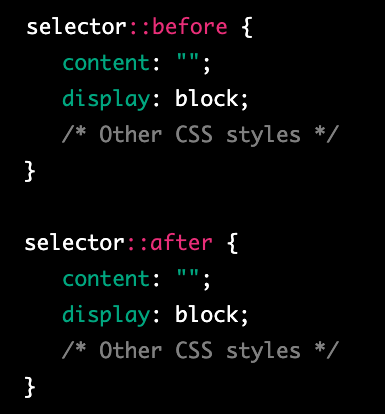 selector::before {
content: "";
display: block;
/* Other CSS styles */
}
selector::after {
content: "";
display: block;
/* Other CSS styles */
}